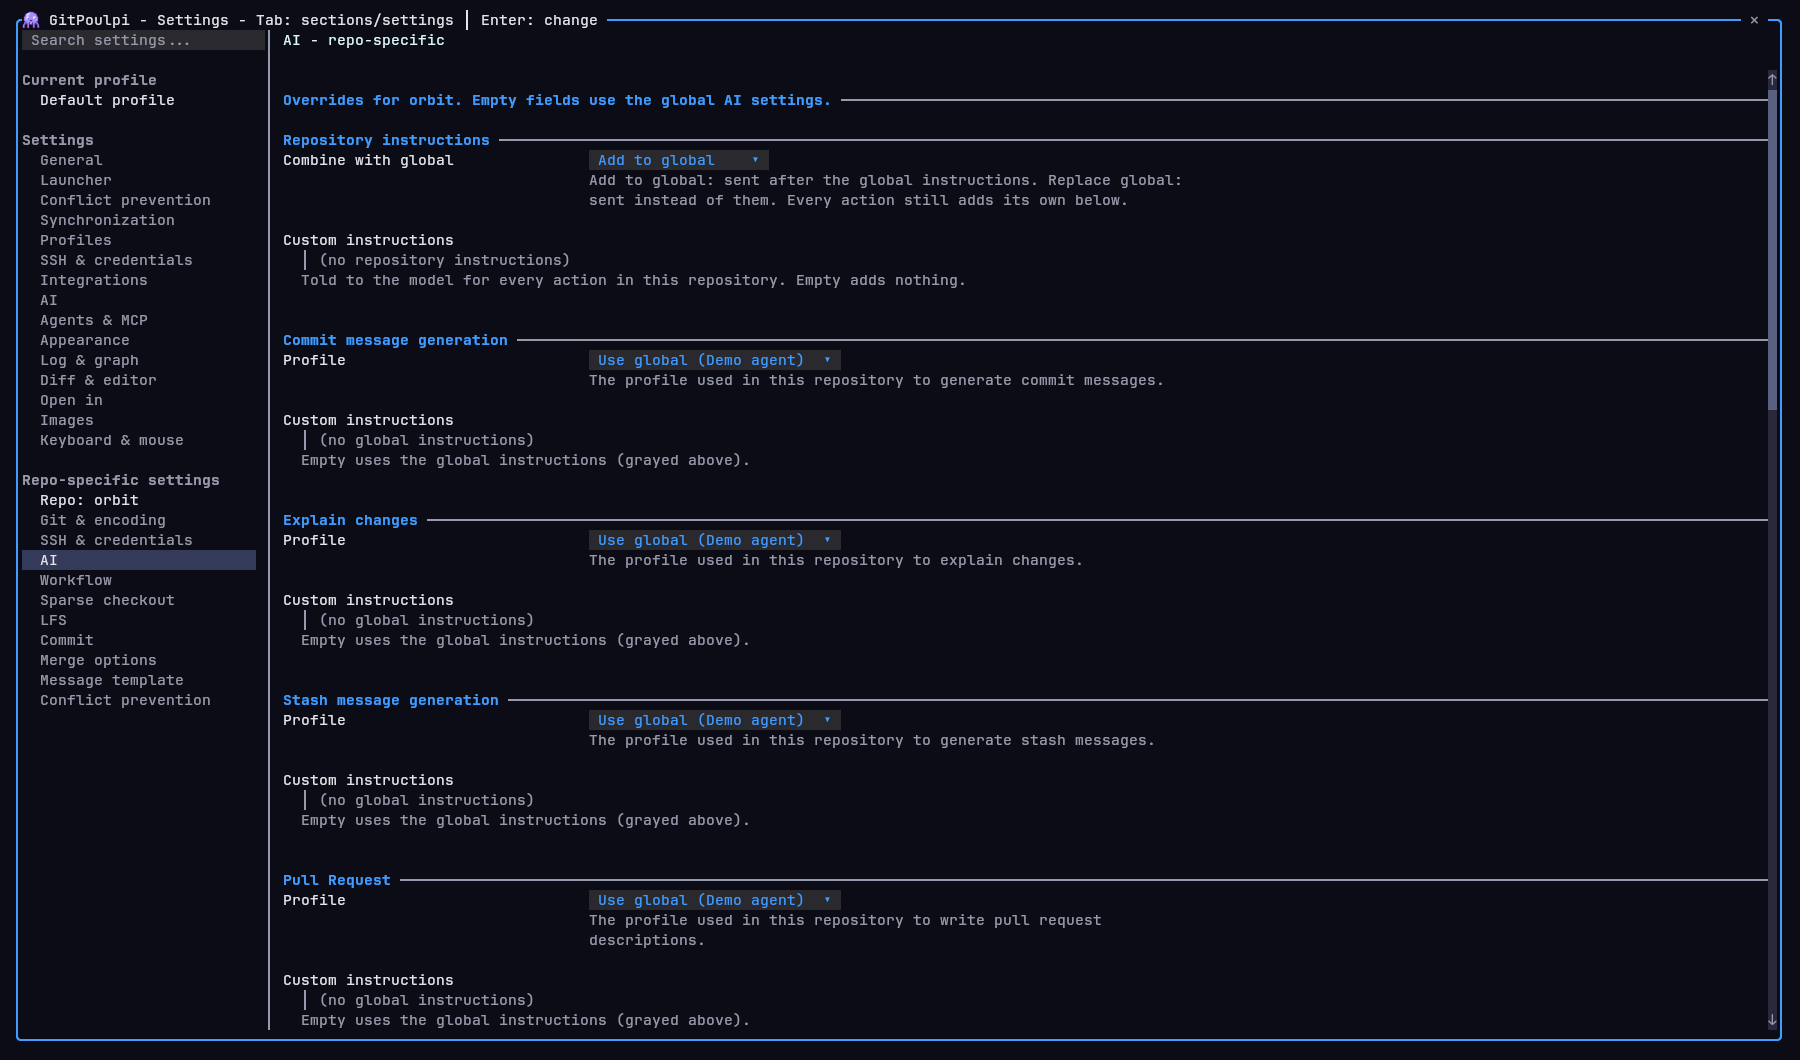 GitPoulpi - Settings - Tab: sections/settings | Enter: change ×
Search settings...
Current profile
Default profile
Settings
General
Launcher
Conflict prevention
Synchronization
Profiles
SSH & credentials
Integrations
AI
Agents & MCP
Appearance
Log & graph
Diff & editor
Open in
Images
Keyboard & mouse
Repo-specific settings
Repo: orbit
Git & encoding
SSH & credentials
AI
Workflow
Sparse checkout
LFS
Commit
Merge options
Message template
Conflict prevention
AI - repo-specific
Overrides for orbit. Empty fields use the global AI settings.
Repository instructions
Combine with global Add to global ▾
Add to global: sent after the global instructions. Replace global:
sent instead of them. Every action still adds its own below.
Custom instructions
(no repository instructions)
Told to the model for every action in this repository. Empty adds nothing.
Commit message generation
Profile Use global (Demo agent) ▾
The profile used in this repository to generate commit messages.
Custom instructions
(no global instructions)
Empty uses the global instructions (grayed above).
Explain changes
Profile Use global (Demo agent) ▾
The profile used in this repository to explain changes.
Custom instructions
(no global instructions)
Empty uses the global instructions (grayed above).
Stash message generation
Profile Use global (Demo agent) ▾
The profile used in this repository to generate stash messages.
Custom instructions
(no global instructions)
Empty uses the global instructions (grayed above).
Pull Request
Profile Use global (Demo agent) ▾
The profile used in this repository to write pull request
descriptions.
Custom instructions
(no global instructions)
Empty uses the global instructions (grayed above).